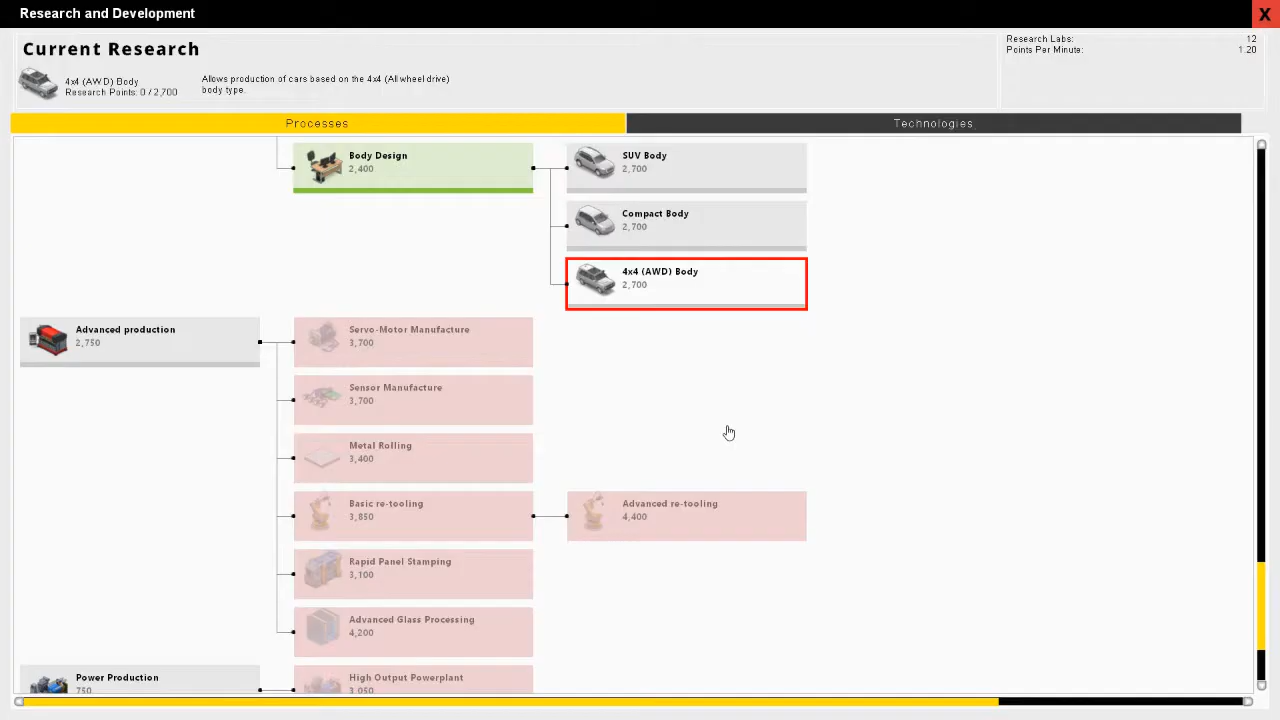 Research and Development
X
Current Research
4x4 (AWD) Body
Research Points: 0 / 2,700
Allows production of cars based on the 4x4 (All wheel drive)
body type.
Research Labs: 12
Points Per Minute: 1.20
Processes
Technologies
Body Design
2,400
SUV Body
2,700
Compact Body
2,700
4x4 (AWD) Body
2,700
Advanced production
2,750
Servo-Motor Manufacture
3,700
Sensor Manufacture
3,700
Metal Rolling
3,400
Basic re-tooling
3,850
Advanced re-tooling
4,400
Rapid Panel Stamping
3,100
Advanced Glass Processing
4,200
Power Production
750
High Output Powerplant
3,050